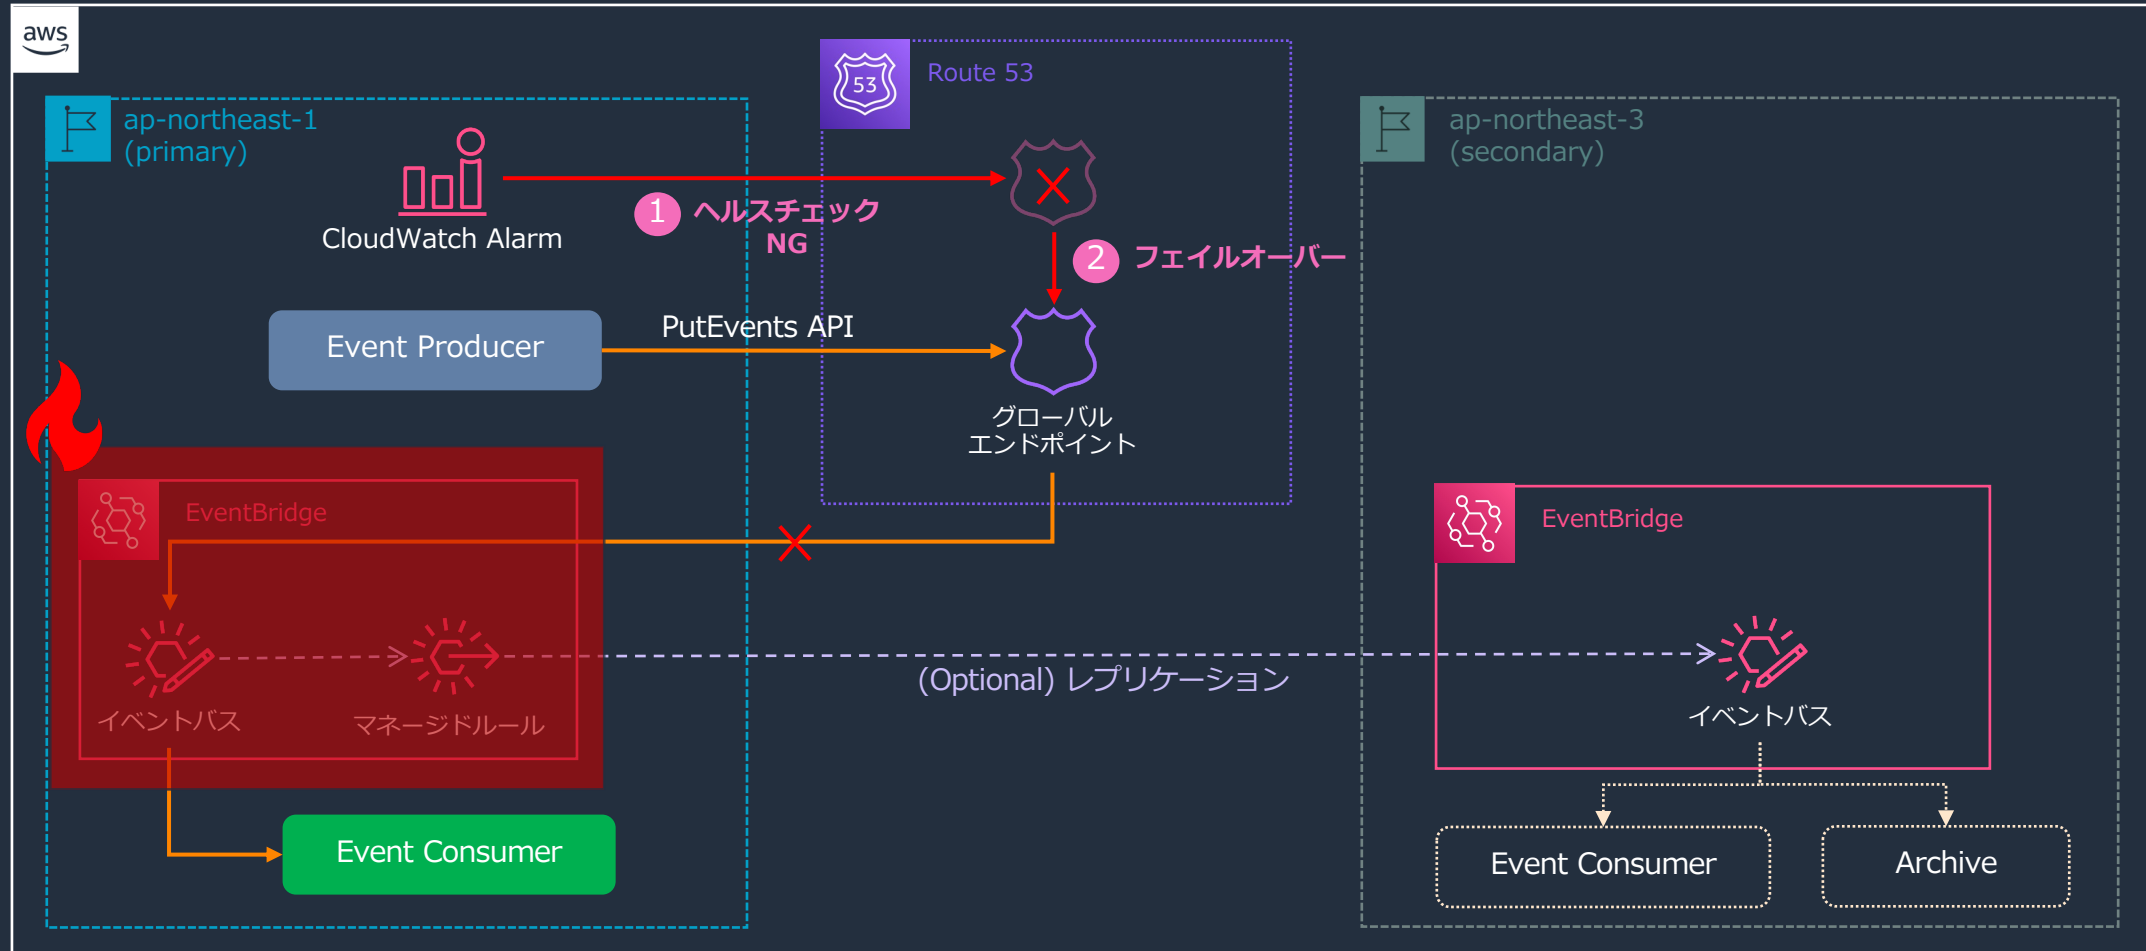 aws
53
Route 53
ap-northeast-1
(primary)
ap-northeast-3
(secondary)
CloudWatch Alarm
1 ヘルスチェック
NG
2 フェイルオーバー
Event Producer
PutEvents API
グローバル
エンドポイント
EventBridge
EventBridge
(Optional) レプリケーション
イベントバス
マネージドルール
イベントバス
Event Consumer
Event Consumer
Archive